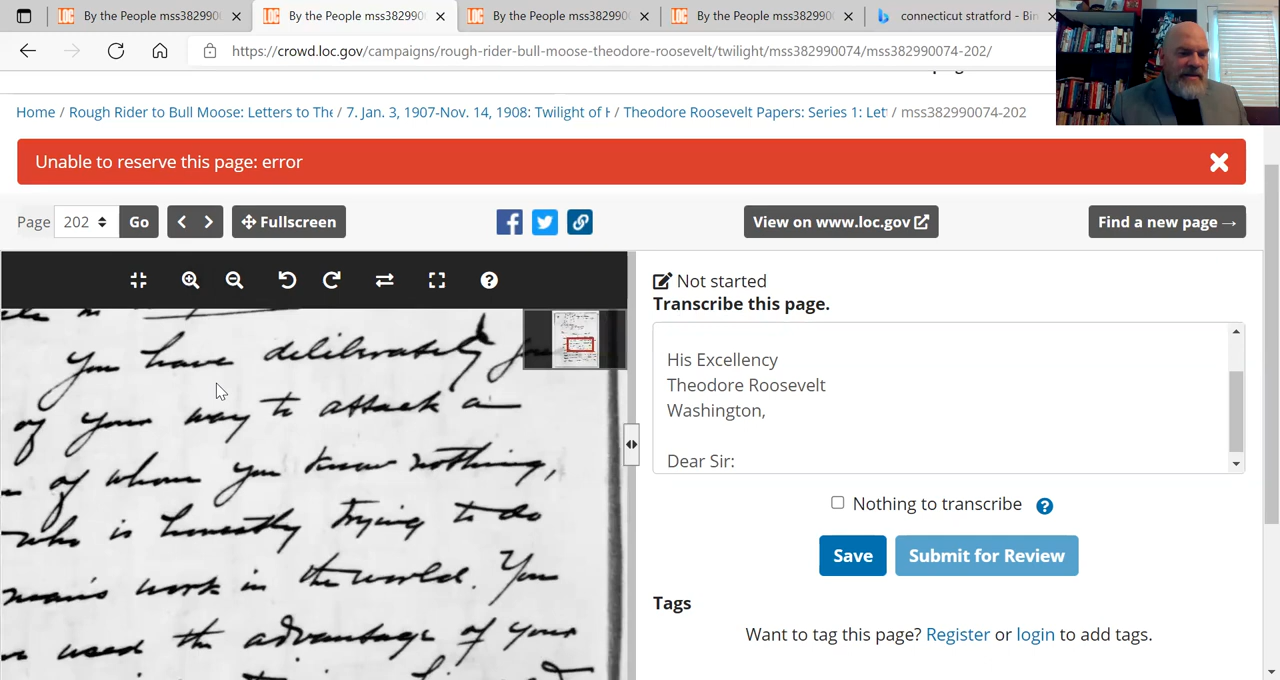 By the People mss38299(
By the People mss38299(
By the People mss38299(
By the People mss38299(
connecticut stratford - Bin
https://crowd.loc.gov/campaigns/rough-rider-bull-moose-theodore-roosevelt/twilight/mss382990074/mss382990074-202/
Home / Rough Rider to Bull Moose: Letters to The / 7. Jan. 3, 1907-Nov. 14, 1908: Twilight of H / Theodore Roosevelt Papers: Series 1: Let / mss382990074-202
Unable to reserve this page: error
Page 202 Go Fullscreen View on www.loc.gov Find a new page →
Not started
Transcribe this page.
You have deliberately
of your way to attack a
of whom you know nothing,
who is honestly trying to do
man's work in the world. You
used the advantage of your
His Excellency
Theodore Roosevelt
Washington,
Dear Sir:
Nothing to transcribe
Save Submit for Review
Tags
Want to tag this page? Register or login to add tags.